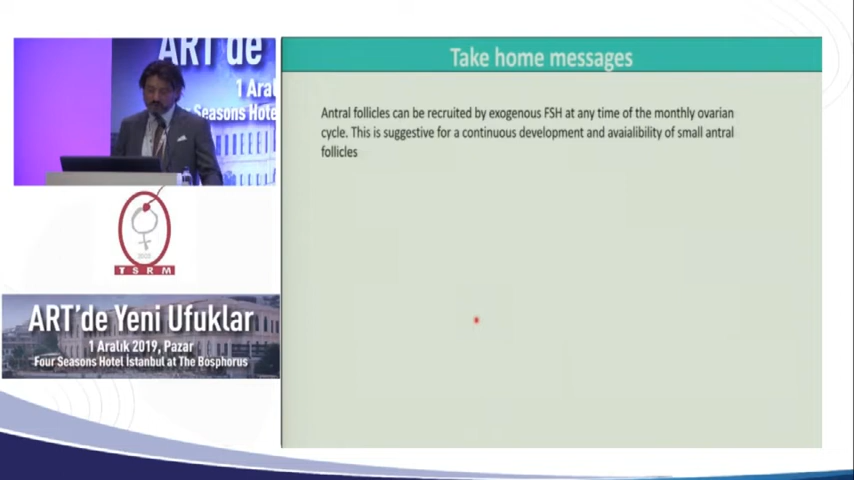 ART'de
1 Aral
Seasons Hote
TSRM
ART'de Yeni Ufuklar
1 Aralık 2019, Pazar
Four Seasons Hotel İstanbul at The Bosphorus
Take home messages
Antral follicles can be recruited by exogenous FSH at any time of the monthly ovarian
cycle. This is suggestive for a continuous development and avaialibility of small antral
follicles